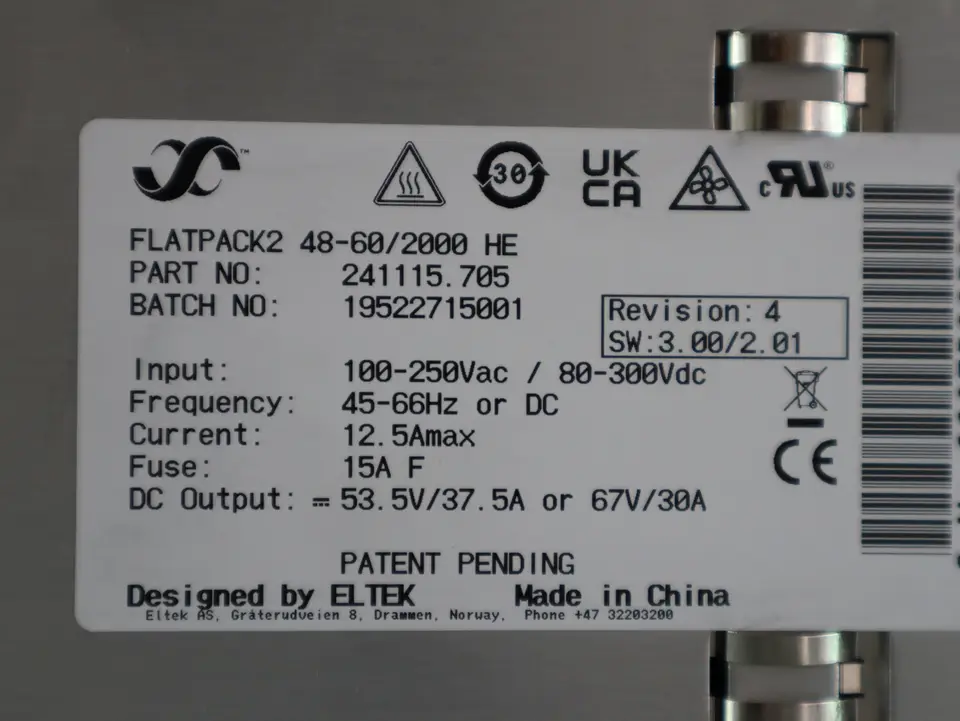 30
UK
CA
c RU ® US
FLATPACK2 48-60/2000 HE
PART NO: 241115.705
BATCH NO: 19522715001
Revision: 4
SW:3.00/2.01
Input: 100-250Vac / 80-300Vdc
Frequency: 45-66Hz or DC
Current: 12.5Amax
Fuse: 15A F
CE
DC Output: ⎓ 53.5V/37.5A or 67V/30A
PATENT PENDING
Designed by ELTEK Made in China
Eltek AS, Gråterudveien 8, Drammen, Norway, Phone +47 32203200